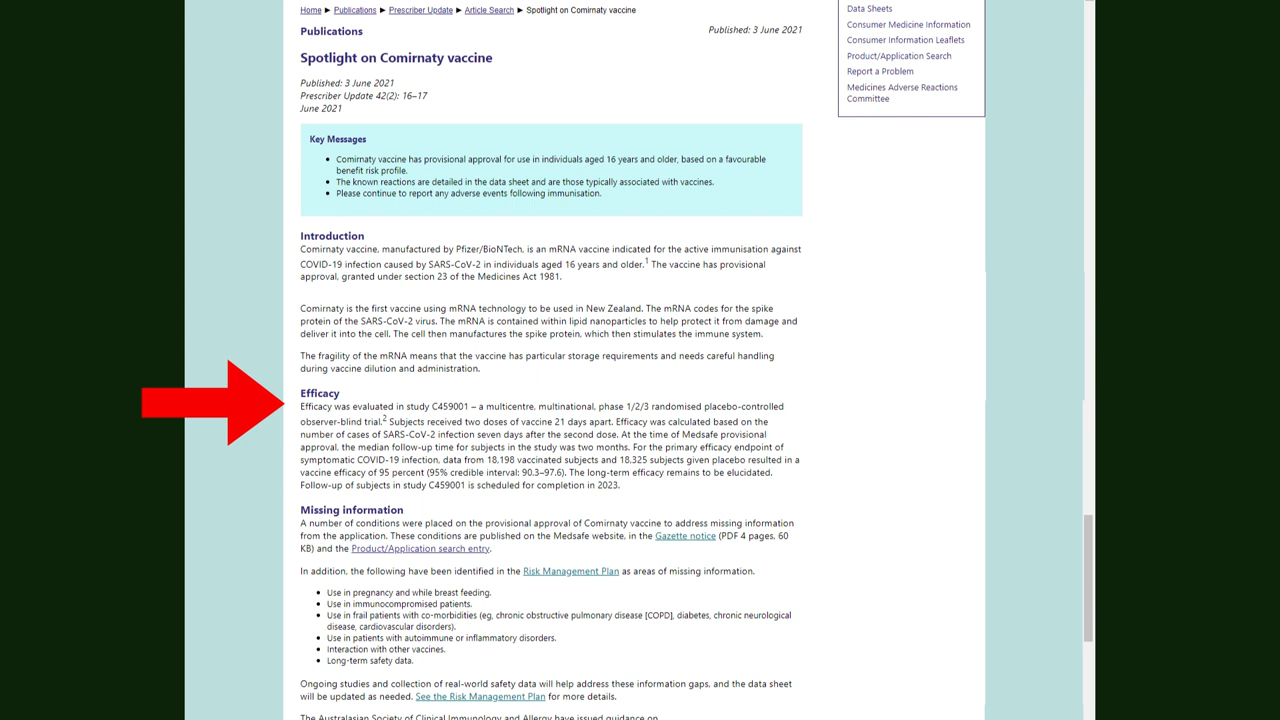 Home ► Publications ► Prescriber Update ► Article Search ► Spotlight on Comirnaty vaccine
Publications
Published: 3 June 2021
Spotlight on Comirnaty vaccine
Published: 3 June 2021
Prescriber Update 42(2): 16–17
June 2021
Key Messages
• Comirnaty vaccine has provisional approval for use in individuals aged 16 years and older, based on a favourable
benefit risk profile.
• The known reactions are detailed in the data sheet and are those typically associated with vaccines.
• Please continue to report any adverse events following immunisation.
Introduction
Comirnaty vaccine, manufactured by Pfizer/BioNTech, is an mRNA vaccine indicated for the active immunisation against
COVID-19 infection caused by SARS-CoV-2 in individuals aged 16 years and older.1 The vaccine has provisional
approval, granted under section 23 of the Medicines Act 1981.
Comirnaty is the first vaccine using mRNA technology to be used in New Zealand. The mRNA codes for the spike
protein of the SARS-CoV-2 virus. The mRNA is contained within lipid nanoparticles to help protect it from damage and
deliver it into the cell. The cell then manufactures the spike protein, which then stimulates the immune system.
The fragility of the mRNA means that the vaccine has particular storage requirements and needs careful handling
during vaccine dilution and administration.
Efficacy
Efficacy was evaluated in study C459001 – a multicentre, multinational, phase 1/2/3 randomised placebo-controlled
observer-blind trial.2 Subjects received two doses of vaccine 21 days apart. Efficacy was calculated based on the
number of cases of SARS-CoV-2 infection seven days after the second dose. At the time of Medsafe provisional
approval, the median follow-up time for subjects in the study was two months. For the primary efficacy endpoint of
symptomatic COVID-19 infection, data from 18,198 vaccinated subjects and 18,325 subjects given placebo resulted in a
vaccine efficacy of 95 percent (95% credible interval: 90.3–97.6). The long-term efficacy remains to be elucidated.
Follow-up of subjects in study C459001 is scheduled for completion in 2023.
Missing information
A number of conditions were placed on the provisional approval of Comirnaty vaccine to address missing information
from the application. These conditions are published on the Medsafe website, in the Gazette notice (PDF 4 pages, 60
KB) and the Product/Application search entry.
In addition, the following have been identified in the Risk Management Plan as areas of missing information.
• Use in pregnancy and while breast feeding.
• Use in immunocompromised patients.
• Use in frail patients with co-morbidities (eg, chronic obstructive pulmonary disease [COPD], diabetes, chronic neurological
disease, cardiovascular disorders).
• Use in patients with autoimmune or inflammatory disorders.
• Interaction with other vaccines.
• Long-term safety data.
Ongoing studies and collection of real-world safety data will help address these information gaps, and the data sheet
will be updated as needed. See the Risk Management Plan for more details.
The Australasian Society of Clinical Immunology and Allergy have issued guidance on
Data Sheets
Consumer Medicine Information
Consumer Information Leaflets
Product/Application Search
Report a Problem
Medicines Adverse Reactions
Committee